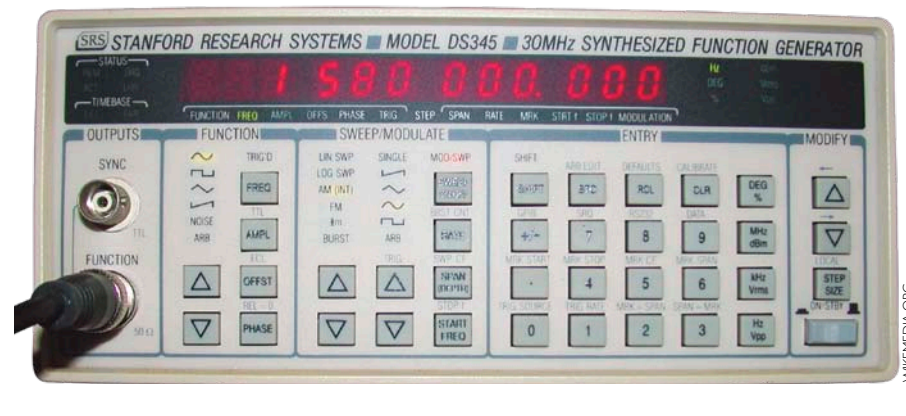 SRS STANFORD RESEARCH SYSTEMS MODEL DS345 30MHz SYNTHESIZED FUNCTION GENERATOR
STATUS
TIMEBASE
1 580 000.000
Hz
DEG
%
Vrms
Vpp
FUNCTION FREQ AMPL OFFS PHASE TRIG STEP SPAN RATE MRK STRT f STOP f MODULATION
OUTPUTS
SYNC
TTL
FUNCTION
50 Ω
FUNCTION
NOISE
ARB
TRIG'D
FREQ
TTL
AMPL
ECL
OFFST
REL = 0
PHASE
SWEEP/MODULATE
LIN SWP
LOG SWP
AM (INT)
FM
BURST
SINGLE
ARB
TRIG
MOD/SWP
BRST CNT
RATE
SWP CF
SPAN
(DEPTH)
STOP f
START
FREQ
ENTRY
SHIFT ARB EDIT DEFAULTS CALIBRATE
SHIFT RCL CLR DEG %
GPIB SRQ RS232 DATA
+/- 7 8 9 MHz dBm
MRK START MRK STOP MRK CF MRK SPAN
. 4 5 6 kHz Vrms
TRIG SOURCE TRIG RATE MRK→SPAN SPAN→MRK
0 1 2 3 Hz Vpp
MODIFY
LOCAL
STEP
SIZE
ON-STBY
WIKIMEDIA.ORG